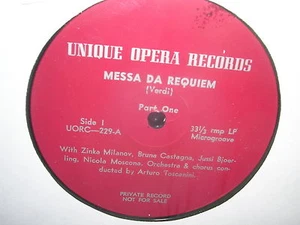 UNIQUE OPERA RECORDS
MESSA DA REQUIEM
(Verdi)
Part One
Side 1
UORC—229-A
33⅓ rmp LP
Microgroove
With Zinka Milanov, Bruna Castagna, Jussi Bjoer-
ling, Nicola Moscona. Orchestra & chorus con-
ducted by Arturo Toscanini.
PRIVATE RECORD
NOT FOR SALE